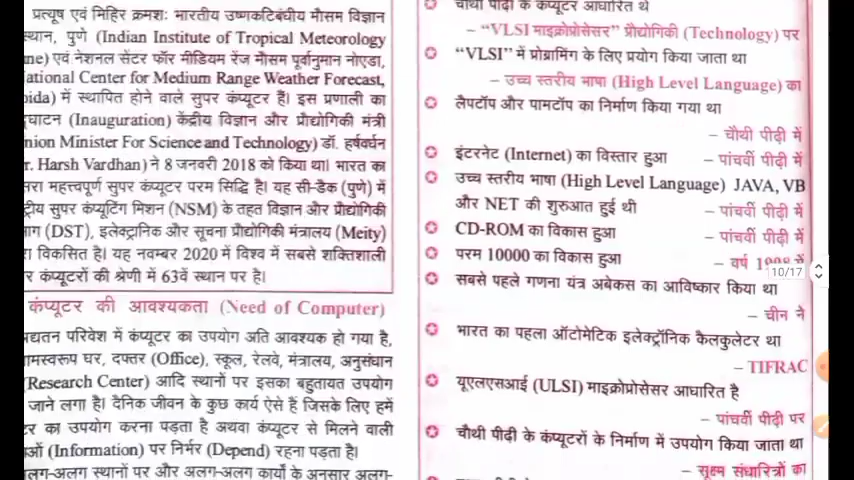 प्रत्यूष एवं मिहिर क्रमशः भारतीय उष्णकटिबंधीय मौसम विज्ञान
स्थान, पुणे (Indian Institute of Tropical Meteorology
ne) एवं नेशनल सेंटर फॉर मीडियम रेंज मौसम पूर्वानुमान नोएडा,
ational Center for Medium Range Weather Forecast,
oida) में स्थापित होने वाले सुपर कंप्यूटर हैं। इस प्रणाली का
घाटन (Inauguration) केंद्रीय विज्ञान और प्रौद्योगिकी मंत्री
nion Minister For Science and Technology) डॉ. हर्षवर्धन
r. Harsh Vardhan) ने 8 जनवरी 2018 को किया था। भारत का
सरा महत्त्वपूर्ण सुपर कंप्यूटर परम सिद्धि है। यह सी-डैक (पुणे) में
ट्रीय सुपर कंप्यूटिंग मिशन (NSM) के तहत विज्ञान और प्रौद्योगिकी
भाग (DST), इलेक्ट्रानिक और सूचना प्रौद्योगिकी मंत्रालय (Meity)
रा विकसित है। यह नवम्बर 2020 में विश्व में सबसे शक्तिशाली
र कंप्यूटरों की श्रेणी में 63वें स्थान पर है।
कंप्यूटर की आवश्यकता (Need of Computer)
द्यतन परिवेश में कंप्यूटर का उपयोग अति आवश्यक हो गया है,
णामस्वरूप घर, दफ्तर (Office), स्कूल, रेलवे, मंत्रालय, अनुसंधान
(Research Center) आदि स्थानों पर इसका बहुतायत उपयोग
जाने लगा है। दैनिक जीवन के कुछ कार्य ऐसे हैं जिसके लिए हमें
टर का उपयोग करना पड़ता है अथवा कंप्यूटर से मिलने वाली
ओं (Information) पर निर्भर (Depend) रहना पड़ता है।
लग-अलग स्थानों पर और अलग-अलग कार्यों के अनुसार अलग-
चौथी पीढ़ी के कंप्यूटर आधारित थे
– “VLSI माइक्रोप्रोसेसर” प्रौद्योगिकी (Technology) पर
“VLSI” में प्रोग्रामिंग के लिए प्रयोग किया जाता था
– उच्च स्तरीय भाषा (High Level Language) का
लैपटॉप और पामटॉप का निर्माण किया गया था
– चौथी पीढ़ी में
इंटरनेट (Internet) का विस्तार हुआ – पांचवीं पीढ़ी में
उच्च स्तरीय भाषा (High Level Language) JAVA, VB
और NET की शुरुआत हुई थी – पांचवीं पीढ़ी में
CD-ROM का विकास हुआ – पांचवीं पीढ़ी में
परम 10000 का विकास हुआ – वर्ष 1998 में
10/17
सबसे पहले गणना यंत्र अबेकस का आविष्कार किया था
– चीन ने
भारत का पहला ऑटोमेटिक इलेक्ट्रॉनिक कैलकुलेटर था
– TIFRAC
यूएलएसआई (ULSI) माइक्रोप्रोसेसर आधारित है
– पांचवीं पीढ़ी पर
चौथी पीढ़ी के कंप्यूटरों के निर्माण में उपयोग किया जाता था
– सूक्ष्म संधारित्रों का